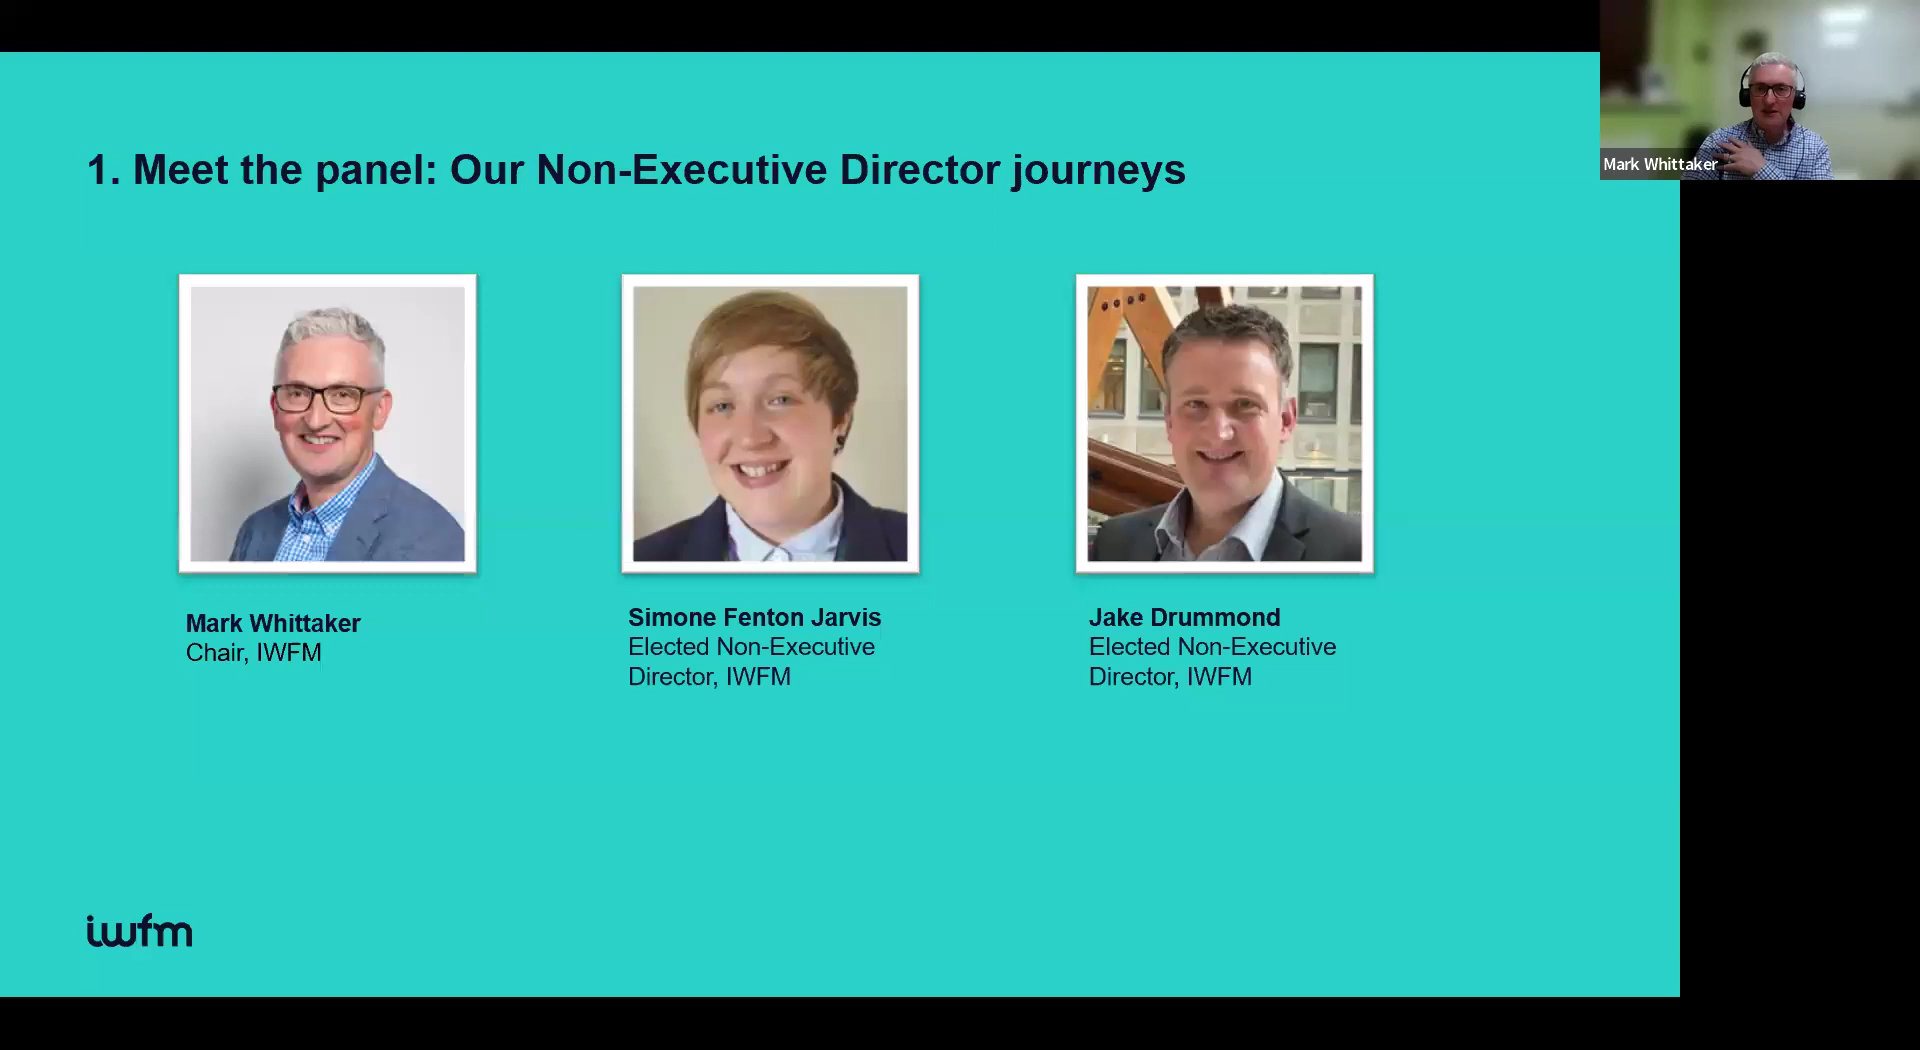 1. Meet the panel: Our Non-Executive Director journeys
Mark Whittaker
Mark Whittaker
Chair, IWFM
Simone Fenton Jarvis
Elected Non-Executive
Director, IWFM
Jake Drummond
Elected Non-Executive
Director, IWFM
iwfm